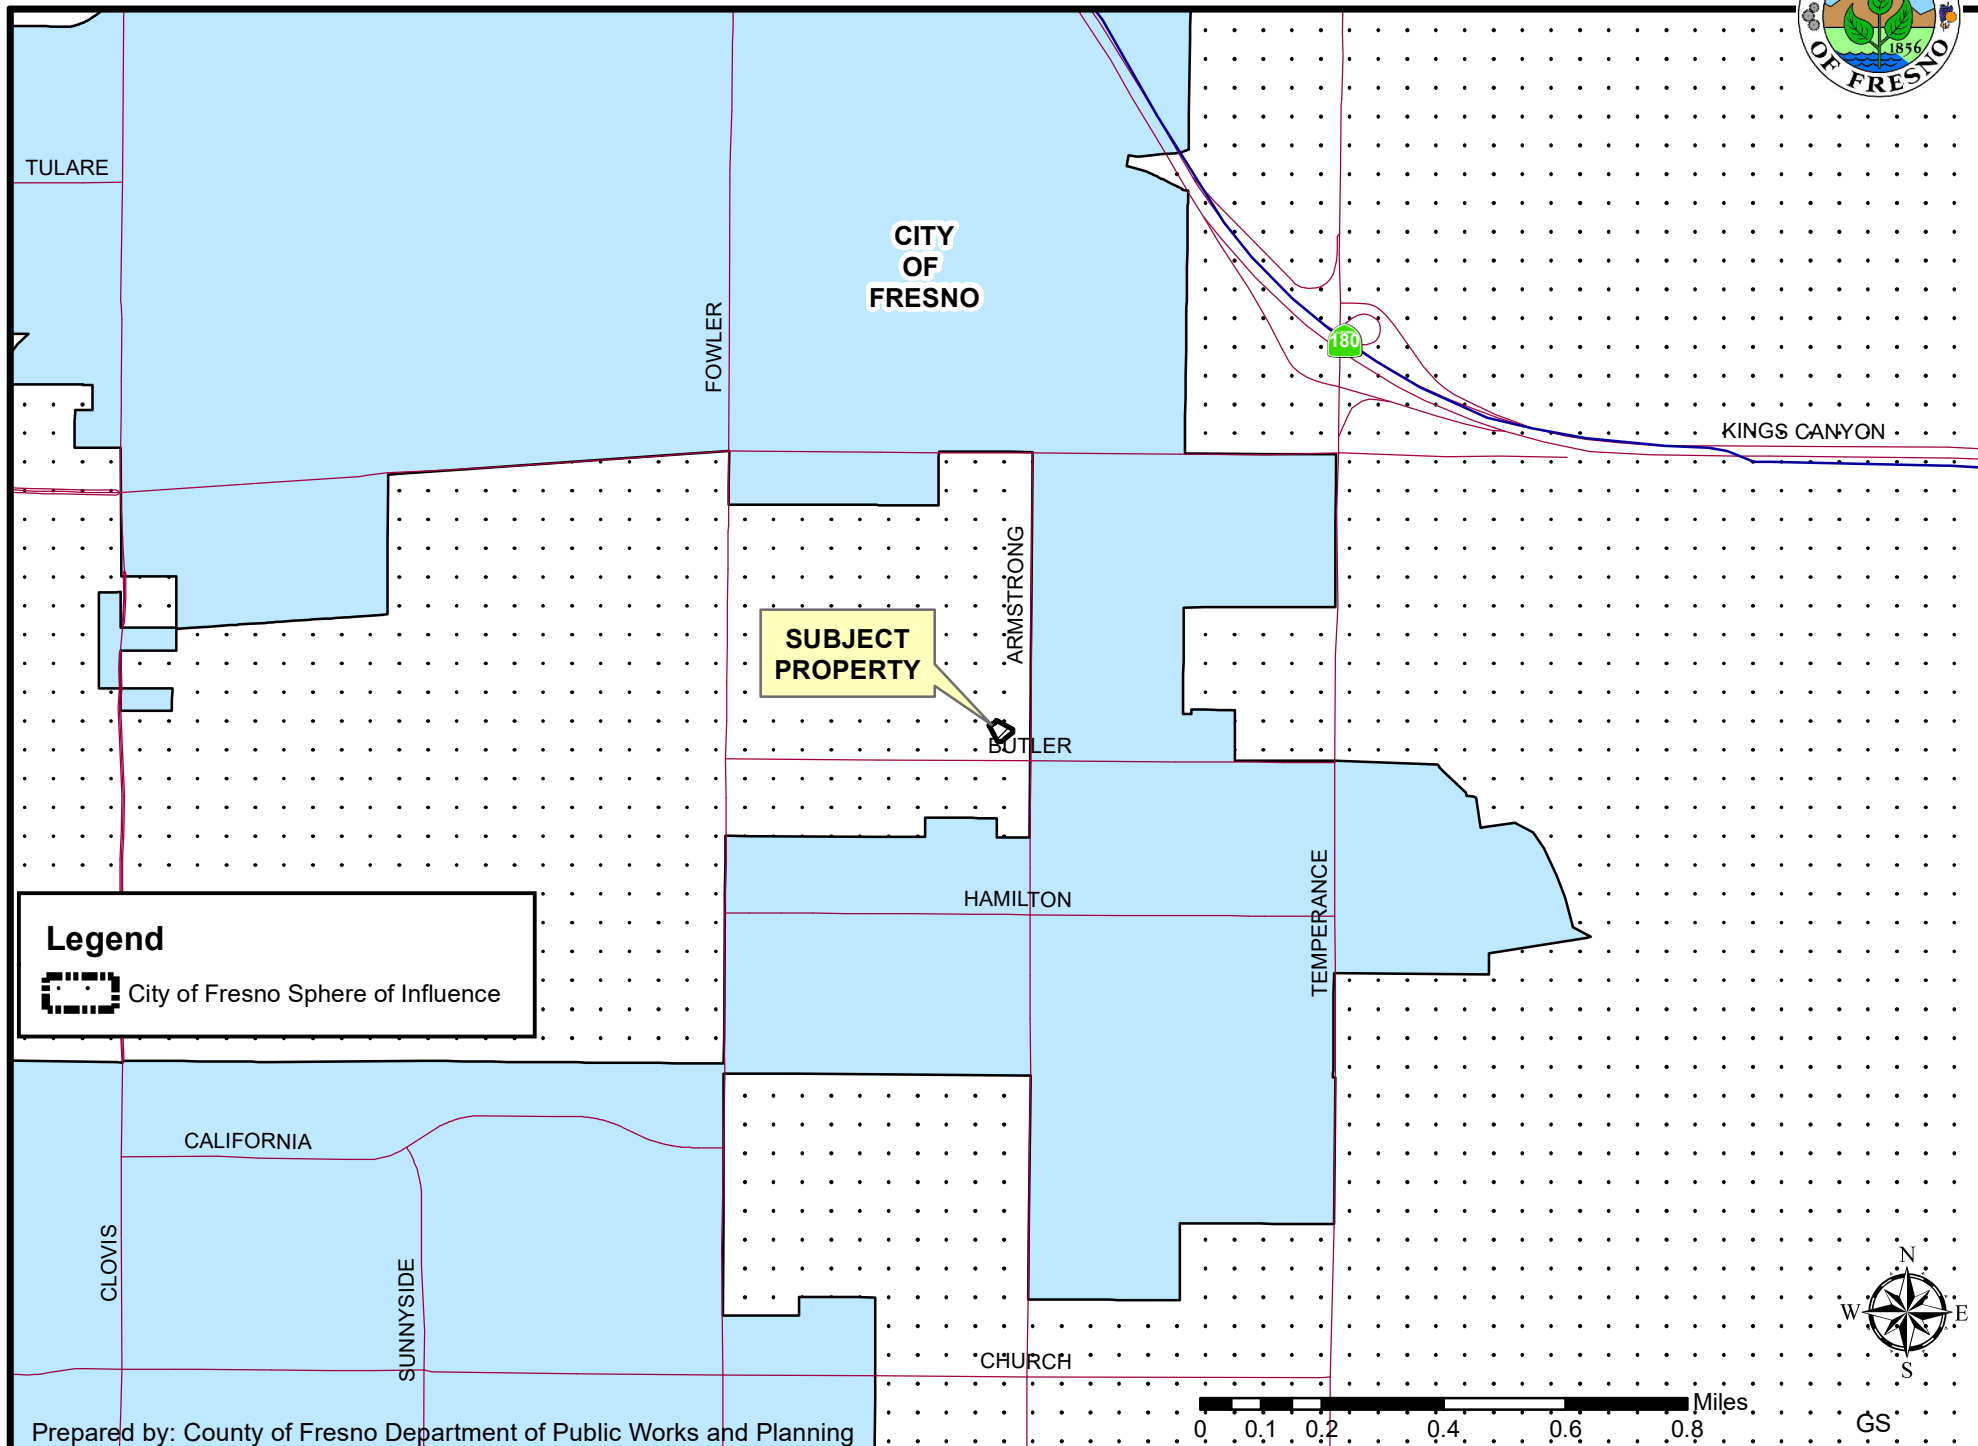 1856
OF FRESNO
TULARE
CITY
OF
FRESNO
FOWLER
180
KINGS CANYON
ARMSTRONG
SUBJECT
PROPERTY
BUTLER
HAMILTON
TEMPERANCE
Legend
City of Fresno Sphere of Influence
CALIFORNIA
CLOVIS
SUNNYSIDE
CHURCH
N
W E
S
Miles
0 0.1 0.2 0.4 0.6 0.8
GS
Prepared by: County of Fresno Department of Public Works and Planning